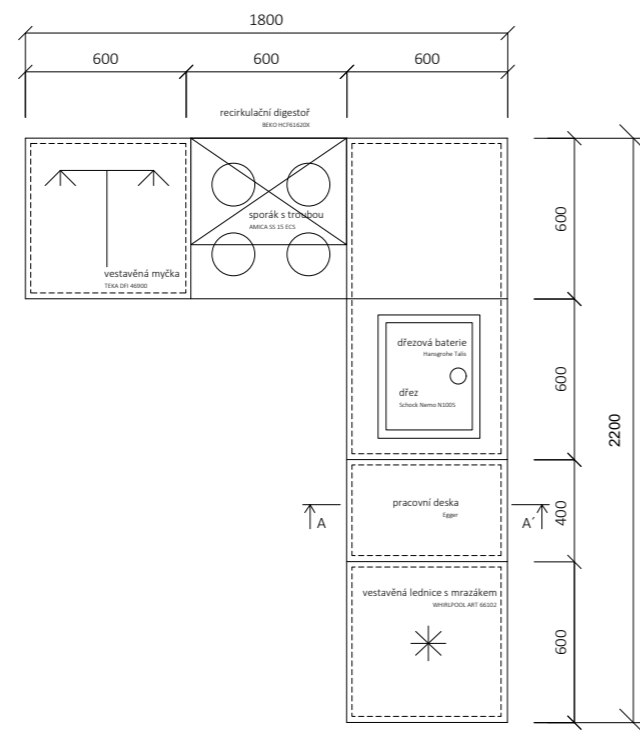 1800
600 600 600
recirkulační digestoř
BEKO HCF61620X
sporák s troubou
AMICA SS 15 ECS
vestavěná myčka
TEKA DFI 46900
600
dřezová baterie
Hansgrohe Talis
dřez
Schock Nemo N100S
600
2200
pracovní deska
Egger
A A´
400
vestavěná lednice s mrazákem
WHIRLPOOL ART 66102
600